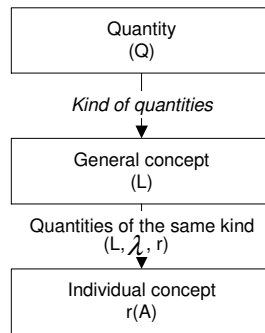 Quantity
(Q)
Kind of quantities
General concept
(L)
Quantities of the same kind
(L, λ, r)
Individual concept
r(A)